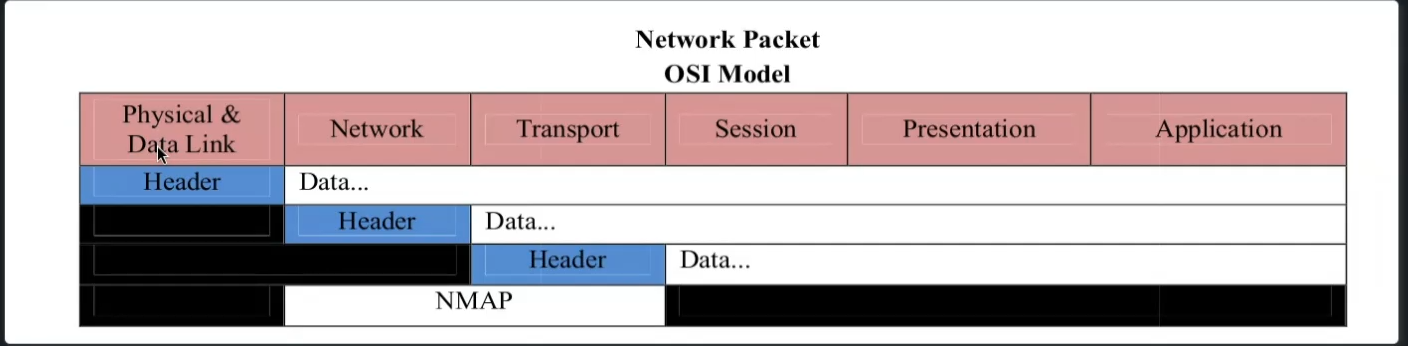 Network Packet
OSI Model
Physical &
Data Link
Network
Transport
Session
Presentation
Application
Header
Data...
Header
Data...
Header
Data...
NMAP